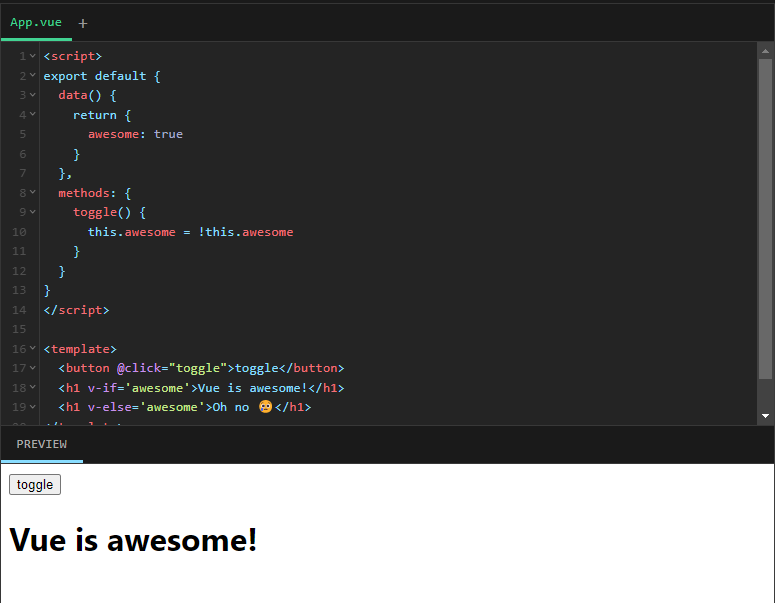 App.vue +
1 <script>
2 export default {
3   data() {
4     return {
5       awesome: true
6     }
7   },
8   methods: {
9     toggle() {
10       this.awesome = !this.awesome
11     }
12   }
13 }
14 </script>
15
16 <template>
17   <button @click="toggle">toggle</button>
18   <h1 v-if='awesome'>Vue is awesome!</h1>
19   <h1 v-else='awesome'>Oh no 😢</h1>
PREVIEW
toggle
Vue is awesome!